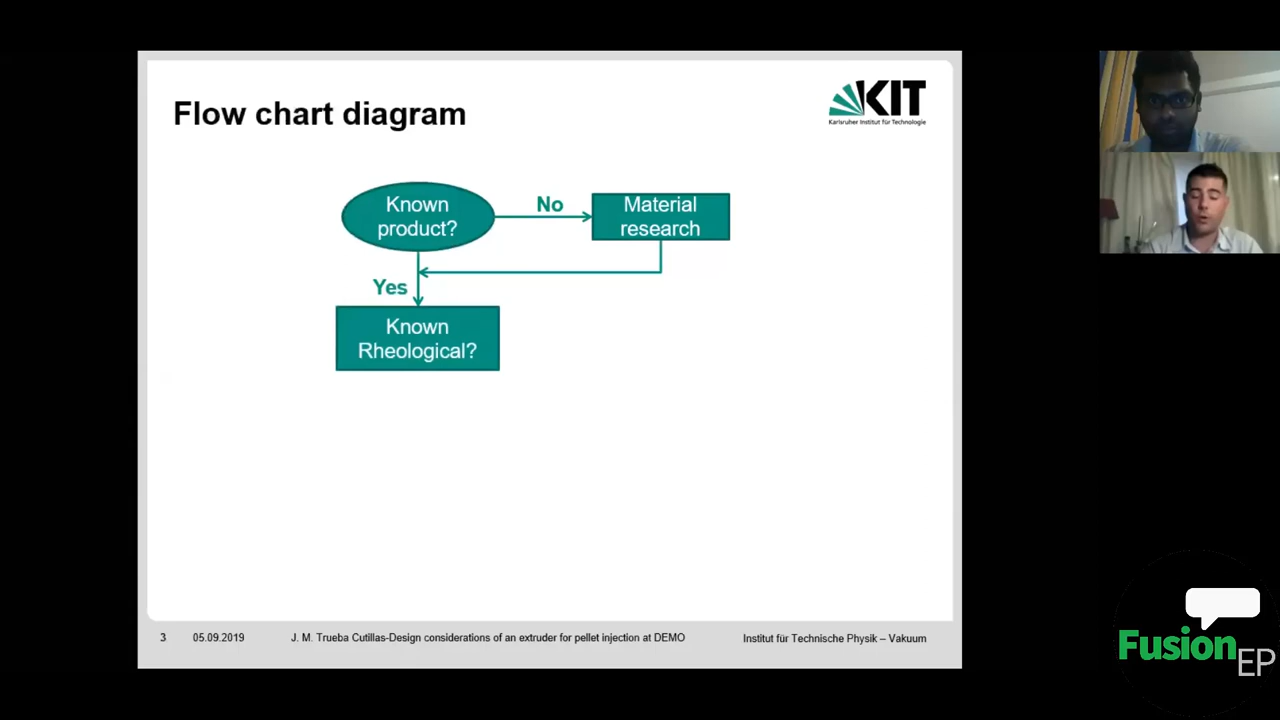 Flow chart diagram
KIT
Karlsruher Institut für Technologie
Known
product?
No
Material
research
Yes
Known
Rheological?
3
05.09.2019
J. M. Trueba Cutillas-Design considerations of an extruder for pellet injection at DEMO
Institut für Technische Physik – Vakuum
Fusion
EP